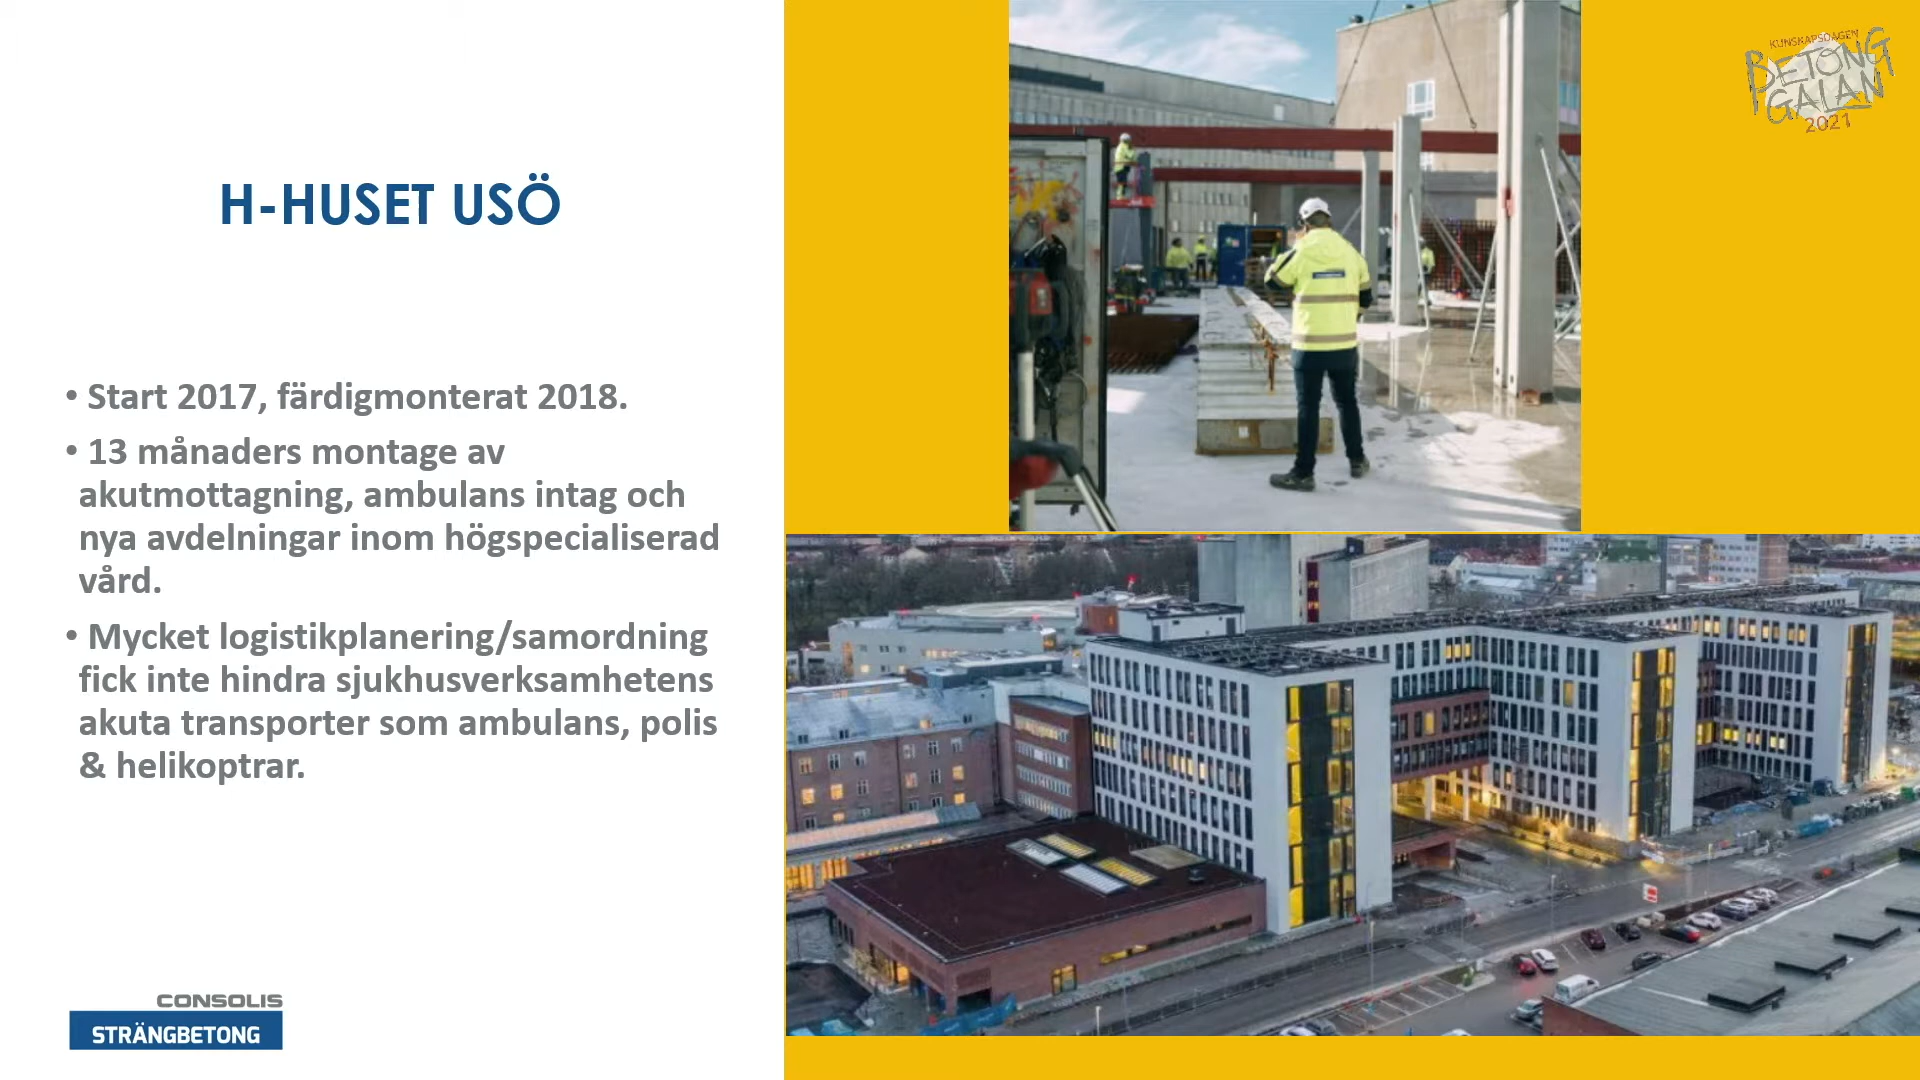 KUNSKAPSDAGEN
BETONG
GALAN
2021
H-HUSET USÖ
• Start 2017, färdigmonterat 2018.
• 13 månaders montage av
akutmottagning, ambulans intag och
nya avdelningar inom högspecialiserad
vård.
• Mycket logistikplanering/samordning
fick inte hindra sjukhusverksamhetens
akuta transporter som ambulans, polis
& helikoptrar.
CONSOLIS
STRÄNGBETONG